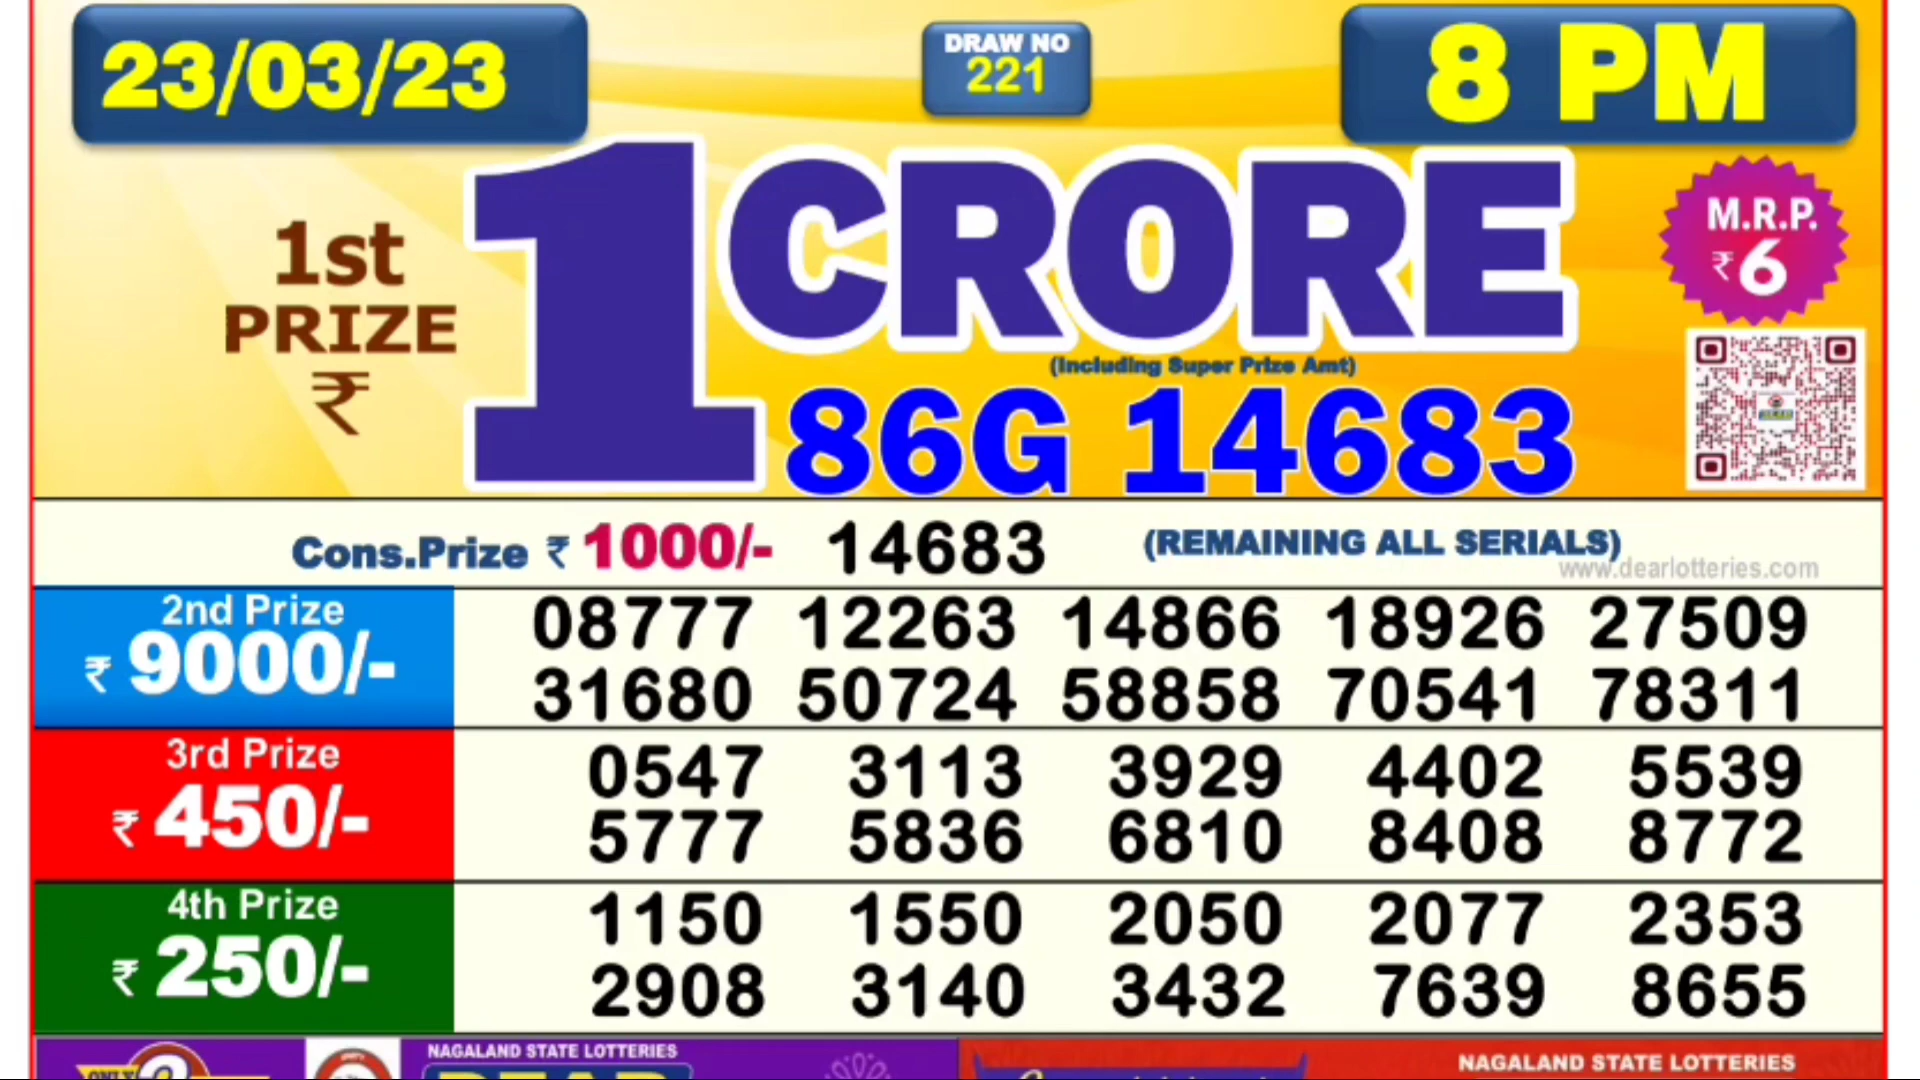 23/03/23
DRAW NO
221
8 PM
1 CRORE
1st
PRIZE
₹
M.R.P.
₹ 6
(Including Super Prize Amt)
86G 14683
Cons.Prize ₹ 1000/- 14683 (REMAINING ALL SERIALS)
www.dearlotteries.com
2nd Prize
₹ 9000/-
08777 12263 14866 18926 27509
31680 50724 58858 70541 78311
3rd Prize
₹ 450/-
0547 3113 3929 4402 5539
5777 5836 6810 8408 8772
4th Prize
₹ 250/-
1150 1550 2050 2077 2353
2908 3140 3432 7639 8655
NAGALAND STATE LOTTERIES
DEAR
ONLY
NAGALAND STATE LOTTERIES